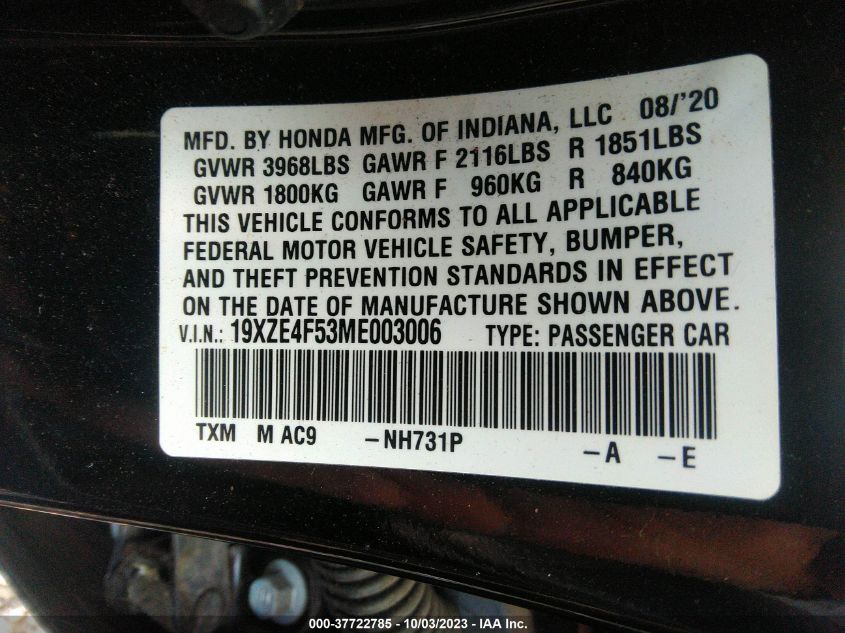 MFD. BY HONDA MFG. OF INDIANA, LLC 08/'20
GVWR 3968LBS GAWR F 2116LBS R 1851LBS
GVWR 1800KG GAWR F 960KG R 840KG
THIS VEHICLE CONFORMS TO ALL APPLICABLE
FEDERAL MOTOR VEHICLE SAFETY, BUMPER,
AND THEFT PREVENTION STANDARDS IN EFFECT
ON THE DATE OF MANUFACTURE SHOWN ABOVE.
V.I.N.: 19XZE4F53ME003006 TYPE: PASSENGER CAR
TXM M AC9 -NH731P -A -E
000-37722785 - 10/03/2023 - IAA Inc.